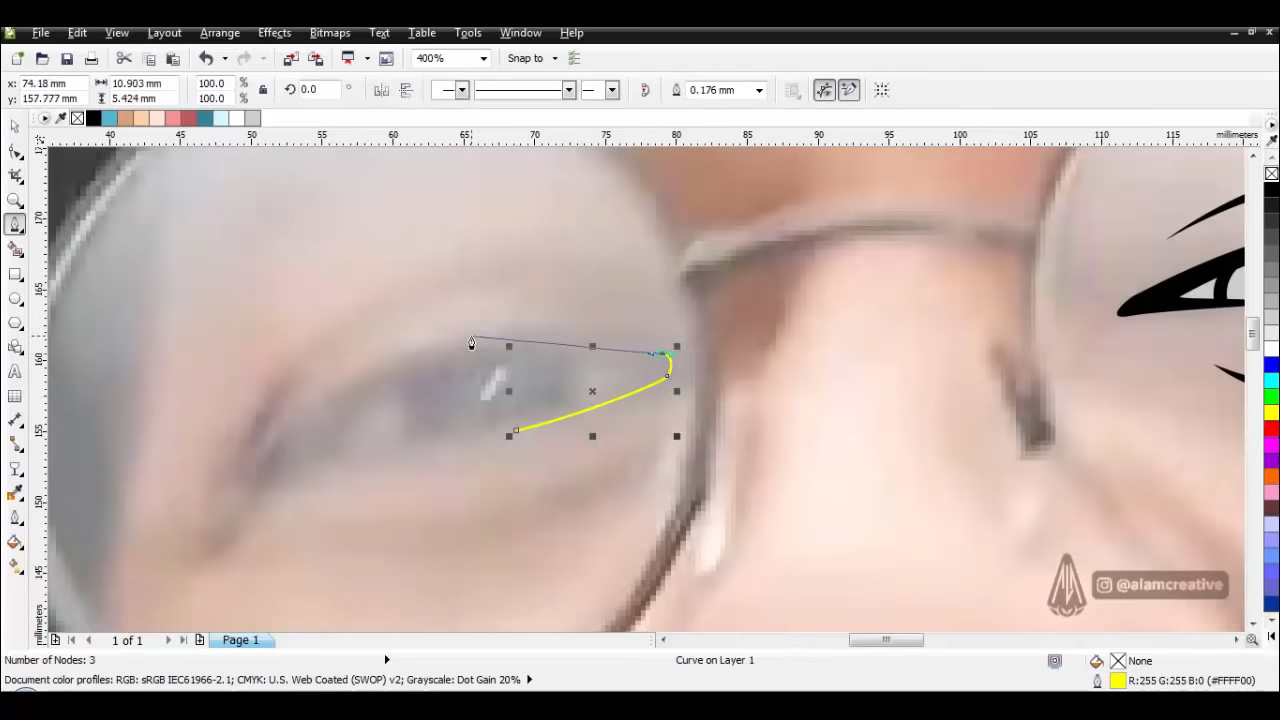 File Edit View Layout Arrange Effects Bitmaps Text Table Tools Window Help
400% Snap to
x: 74.18 mm 10.903 mm 100.0 % 0.0 ° 0.176 mm
y: 157.777 mm 5.424 mm 100.0 %
40 45 50 55 60 65 70 75 80 85 90 95 100 105 110 115 millimeters
170
165
160
155
150
145
millimeters
@alamcreative
1 of 1 Page 1
Number of Nodes: 3 Curve on Layer 1 None
Document color profiles: RGB: sRGB IEC61966-2.1; CMYK: U.S. Web Coated (SWOP) v2; Grayscale: Dot Gain 20% R:255 G:255 B:0 (#FFFF00)